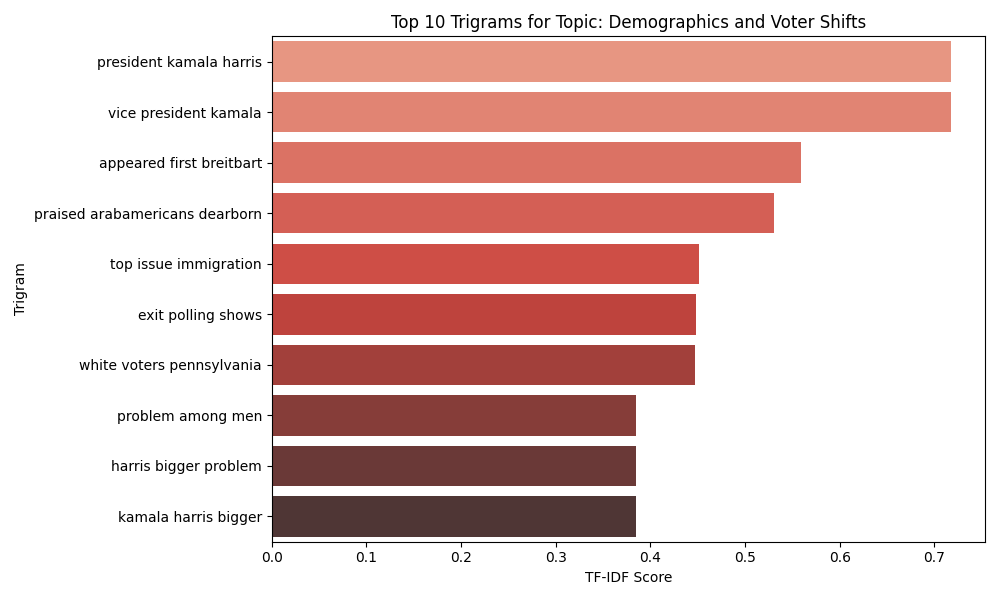 Top 10 Trigrams for Topic: Demographics and Voter Shifts
president kamala harris
vice president kamala
appeared first breitbart
praised arabamericans dearborn
top issue immigration
exit polling shows
white voters pennsylvania
problem among men
harris bigger problem
kamala harris bigger
Trigram
0.0 0.1 0.2 0.3 0.4 0.5 0.6 0.7
TF-IDF Score